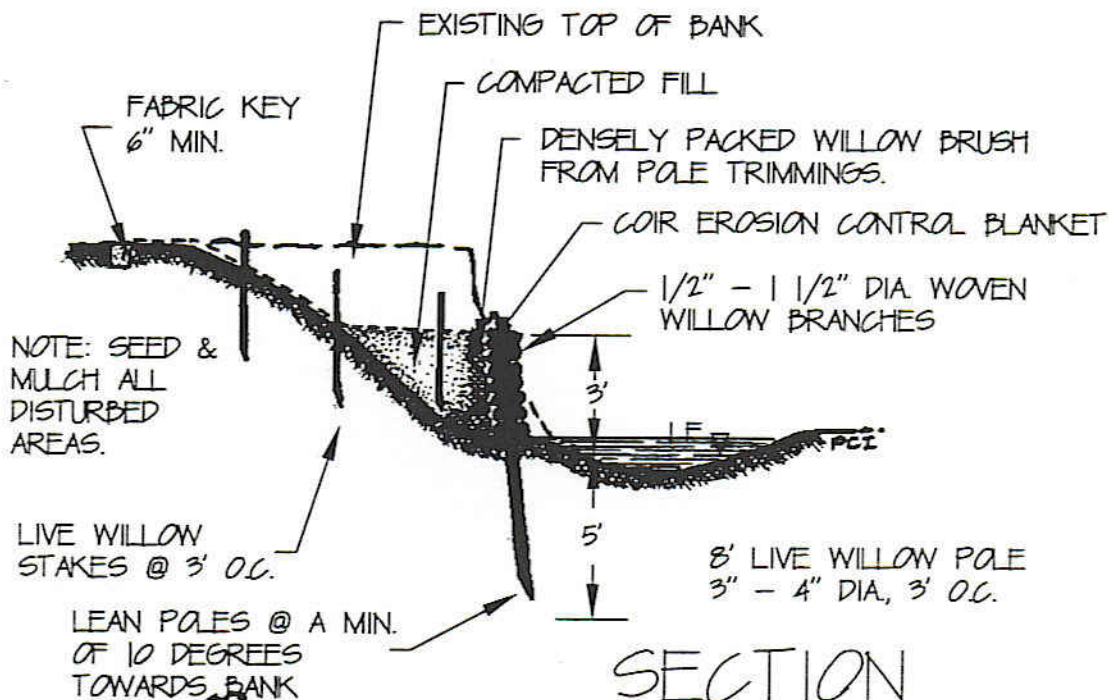 EXISTING TOP OF BANK
COMPACTED FILL
FABRIC KEY
6" MIN.
DENSELY PACKED WILLOW BRUSH
FROM POLE TRIMMINGS.
COIR EROSION CONTROL BLANKET
1/2" - 1 1/2" DIA. WOVEN
WILLOW BRANCHES
NOTE: SEED &
MULCH ALL
DISTURBED
AREAS.
3'
PCI
5'
LIVE WILLOW
STAKES @ 3' O.C.
8' LIVE WILLOW POLE
3" - 4" DIA., 3' O.C.
LEAN POLES @ A MIN.
OF 10 DEGREES
TOWARDS BANK
SECTION